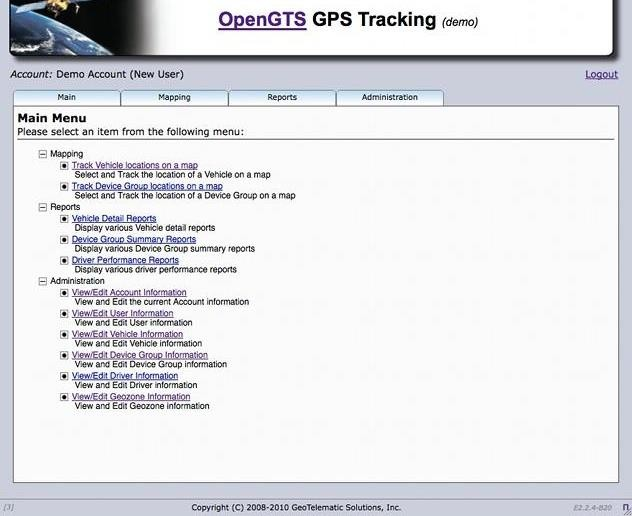 OpenGTS GPS Tracking (demo)
Account: Demo Account (New User) Logout
Main Mapping Reports Administration
Main Menu
Please select an item from the following menu:
Mapping
Track Vehicle locations on a map
Select and Track the location of a Vehicle on a map
Track Device Group locations on a map
Select and Track the location of a Device Group on a map
Reports
Vehicle Detail Reports
Display various Vehicle detail reports
Device Group Summary Reports
Display various Device Group summary reports
Driver Performance Reports
Display various driver performance reports
Administration
View/Edit Account Information
View and Edit the current Account information
View/Edit User Information
View and Edit User information
View/Edit Vehicle Information
View and Edit Vehicle information
View/Edit Device Group Information
View and Edit Device Group information
View/Edit Driver Information
View and Edit Driver information
View/Edit Geozone Information
View and Edit Geozone information
[3] Copyright (C) 2008-2010 GeoTelematic Solutions, Inc. E2.2.4-B20 Π